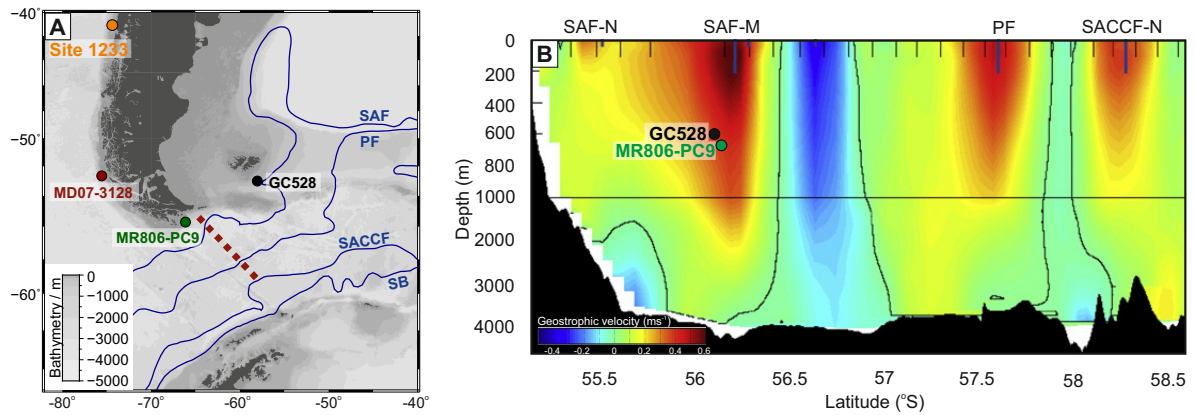 A
−40°
Site 1233
−50°
MD07-3128
MR806-PC9
GC528
SAF
PF
SACCF
SB
−60°
Bathymetry / m
0
−1000
−2000
−3000
−4000
−5000
−80° −70° −60° −50° −40°
SAF-N SAF-M PF SACCF-N
B
Depth (m)
0
200
400
600
800
1000
2000
3000
4000
GC528
MR806-PC9
Geostrophic velocity (ms⁻¹)
-0.4 -0.2 0 0.2 0.4 0.6
55.5 56 56.5 57 57.5 58 58.5
Latitude (°S)